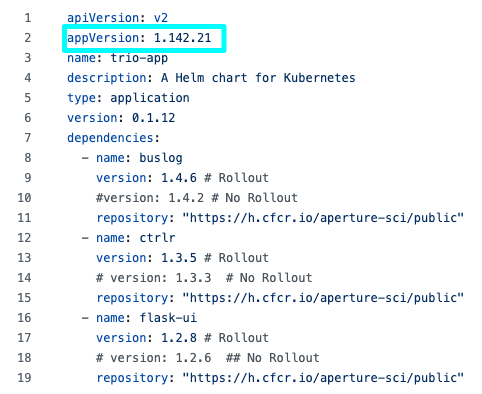 1 apiVersion: v2
2 appVersion: 1.142.21
3 name: trio-app
4 description: A Helm chart for Kubernetes
5 type: application
6 version: 0.1.12
7 dependencies:
8   - name: buslog
9     version: 1.4.6 # Rollout
10     #version: 1.4.2 # No Rollout
11     repository: "https://h.cfcr.io/aperture-sci/public"
12   - name: ctrlr
13     version: 1.3.5 # Rollout
14     # version: 1.3.3  # No Rollout
15     repository: "https://h.cfcr.io/aperture-sci/public"
16   - name: flask-ui
17     version: 1.2.8 # Rollout
18     # version: 1.2.6  ## No Rollout
19     repository: "https://h.cfcr.io/aperture-sci/public"